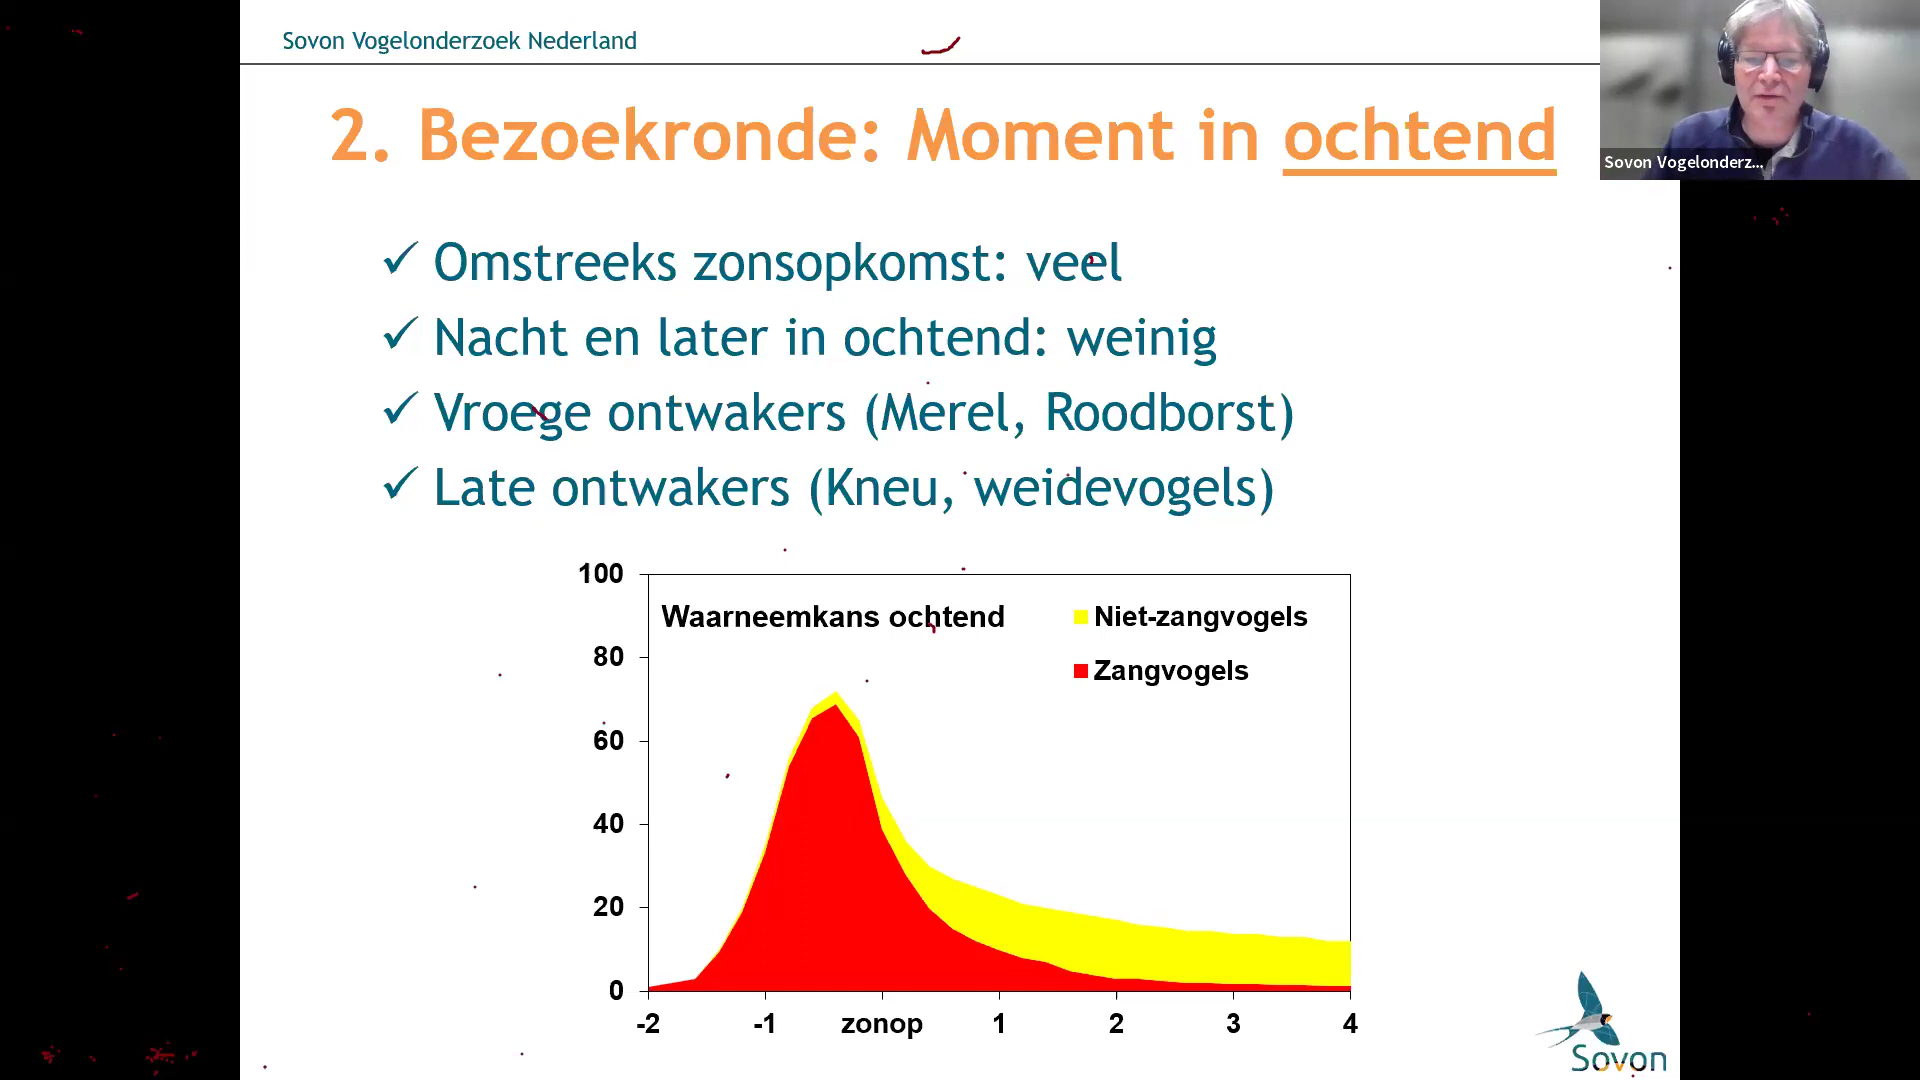 Sovon Vogelonderzoek Nederland
Sovon Vogelonderz...
2. Bezoekronde: Moment in ochtend
✓ Omstreeks zonsopkomst: veel
✓ Nacht en later in ochtend: weinig
✓ Vroege ontwakers (Merel, Roodborst)
✓ Late ontwakers (Kneu, weidevogels)
Waarneemkans ochtend
Niet-zangvogels
Zangvogels
100
80
60
40
20
0
-2 -1 zonop 1 2 3 4
Sovon